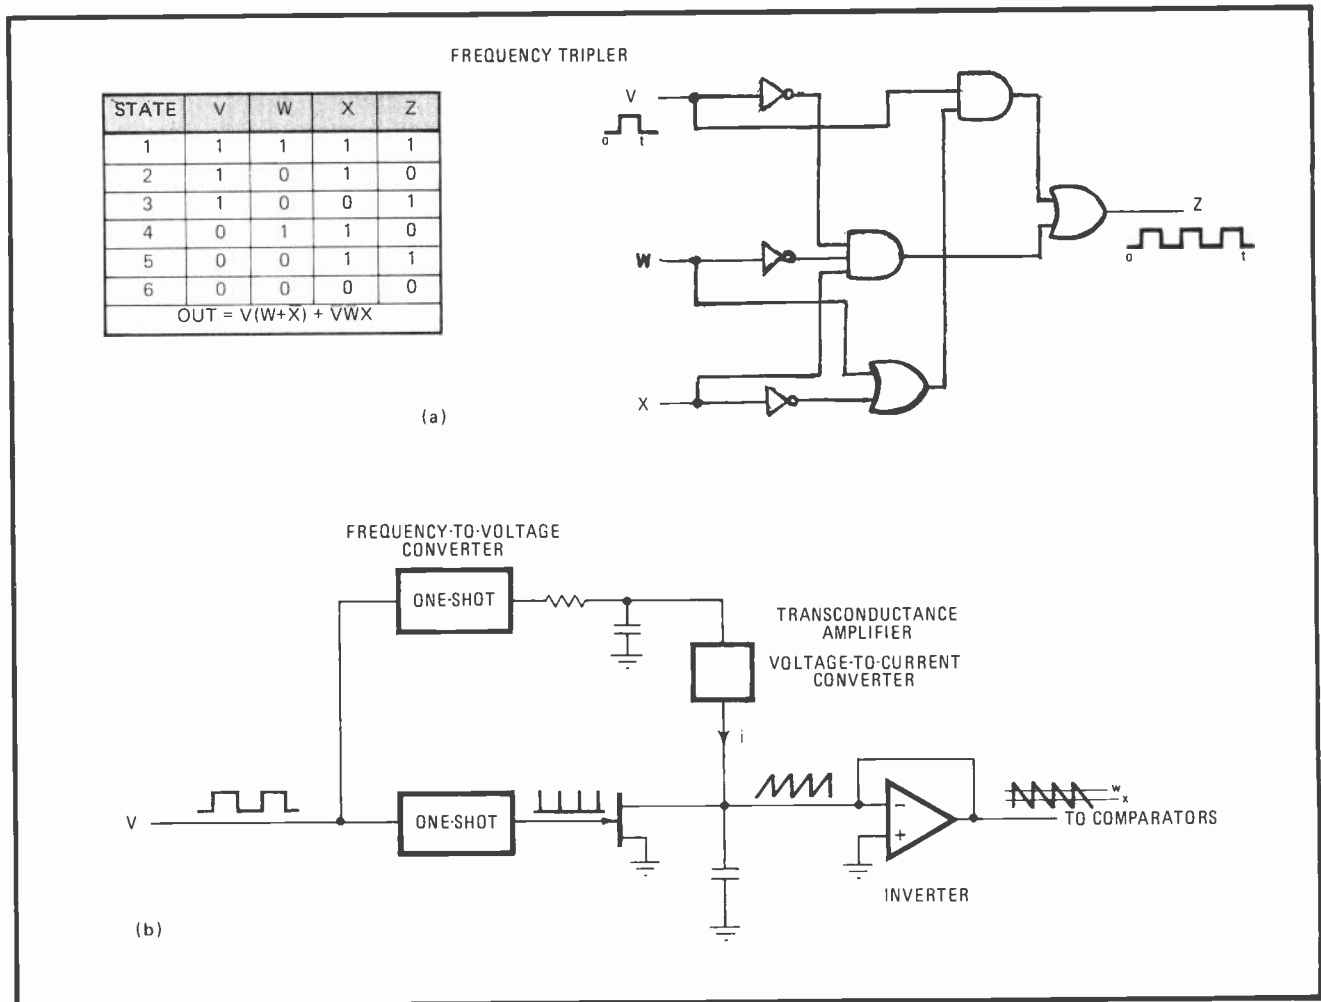 FREQUENCY TRIPLER
STATE V W X Z
1 1 1 1 1
2 1 0 1 0
3 1 0 0 1
4 0 1 1 0
5 0 0 1 1
6 0 0 0 0
OUT = V(W+X̅) + V̅W̅X
(a)
V
o t
W
X
Z
o t
FREQUENCY-TO-VOLTAGE
CONVERTER
ONE-SHOT
TRANSCONDUCTANCE
AMPLIFIER
VOLTAGE-TO-CURRENT
CONVERTER
i
V
ONE-SHOT
−
+
W
X
TO COMPARATORS
INVERTER
(b)